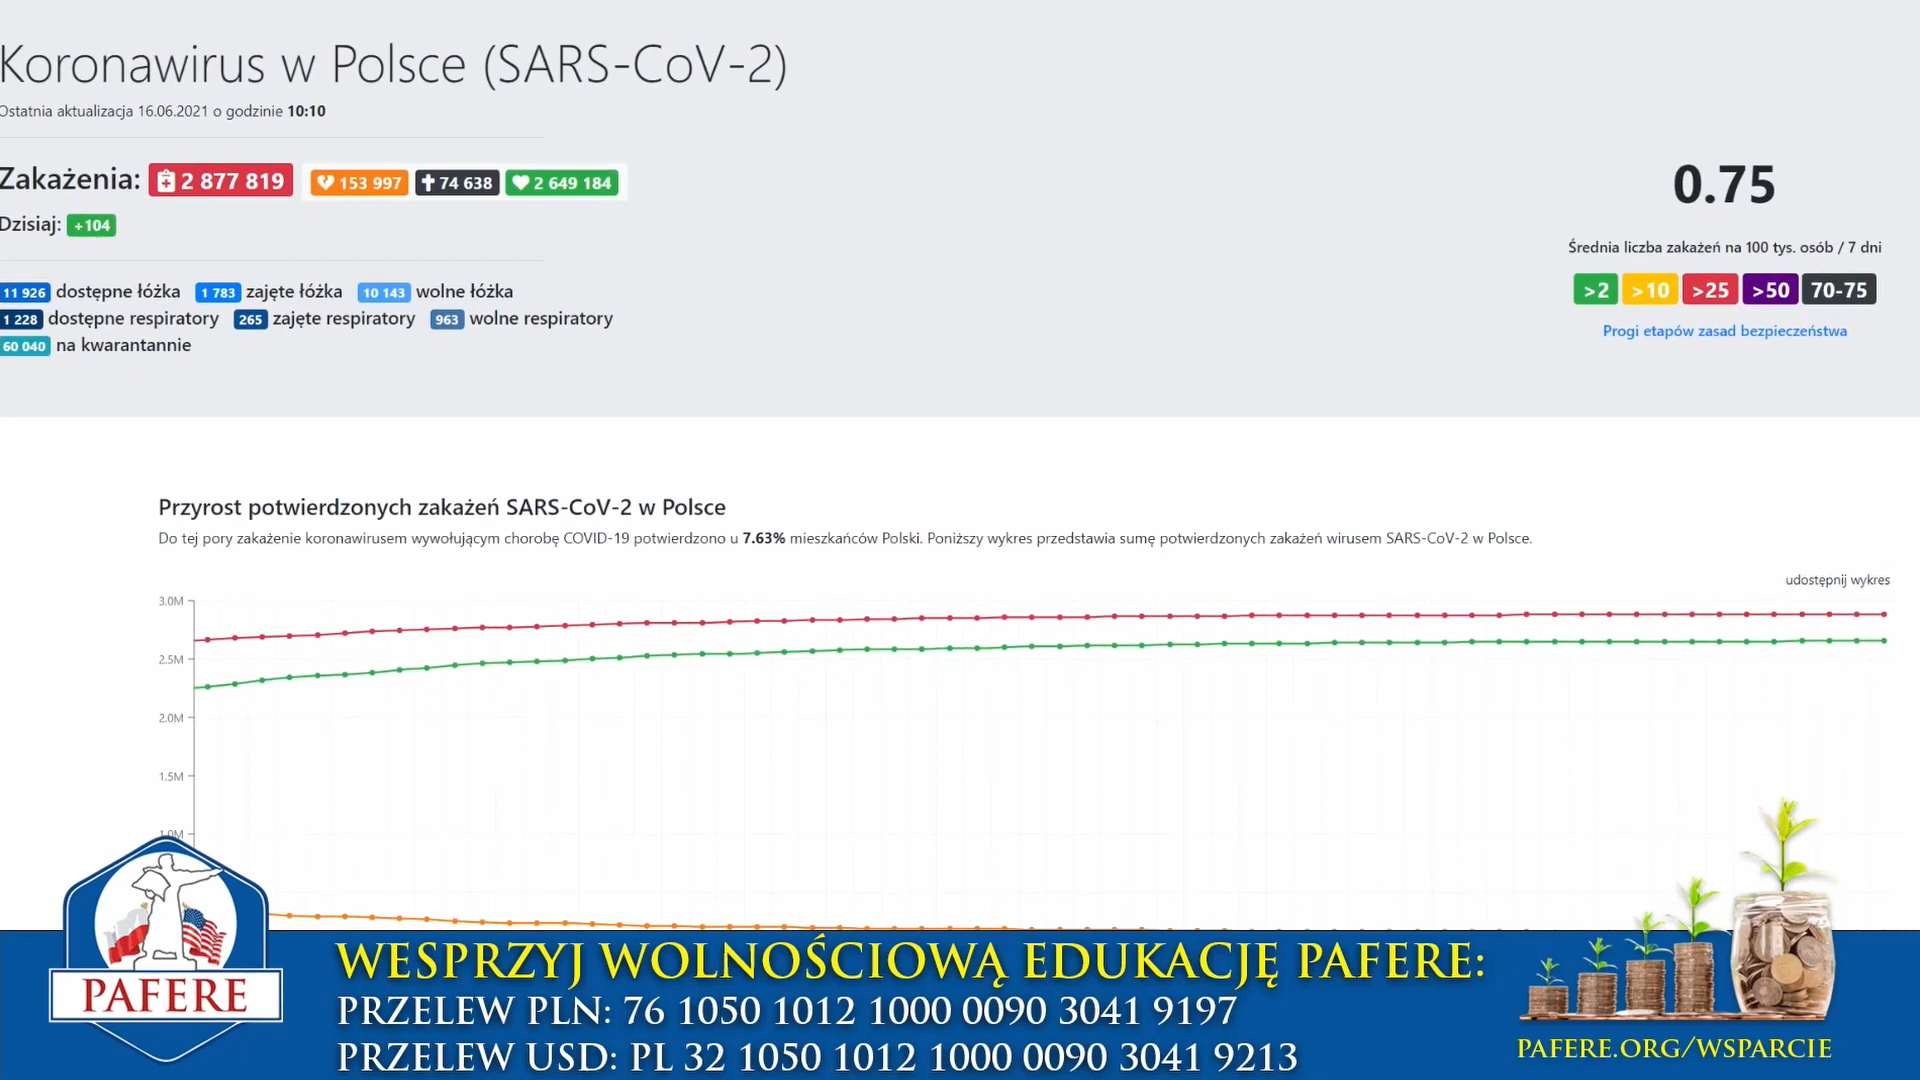 Koronawirus w Polsce (SARS-CoV-2)
Ostatnia aktualizacja 16.06.2021 o godzinie 10:10
Zakażenia: 2 877 819 153 997 74 638 2 649 184
Dzisiaj: +104
11 926 dostępne łóżka 1 783 zajęte łóżka 10 143 wolne łóżka
1 228 dostępne respiratory 265 zajęte respiratory 963 wolne respiratory
60 040 na kwarantannie
0.75
Średnia liczba zakażeń na 100 tys. osób / 7 dni
>2 >10 >25 >50 70-75
Progi etapów zasad bezpieczeństwa
Przyrost potwierdzonych zakażeń SARS-CoV-2 w Polsce
Do tej pory zakażenie koronawirusem wywołującym chorobę COVID-19 potwierdzono u 7.63% mieszkańców Polski. Poniższy wykres przedstawia sumę potwierdzonych zakażeń wirusem SARS-CoV-2 w Polsce.
udostępnij wykres
3.0M
2.5M
2.0M
1.5M
1.0M
PAFERE
WESPRZYJ WOLNOŚCIOWĄ EDUKACJĘ PAFERE:
PRZELEW PLN: 76 1050 1012 1000 0090 3041 9197
PRZELEW USD: PL 32 1050 1012 1000 0090 3041 9213
PAFERE.ORG/WSPARCIE